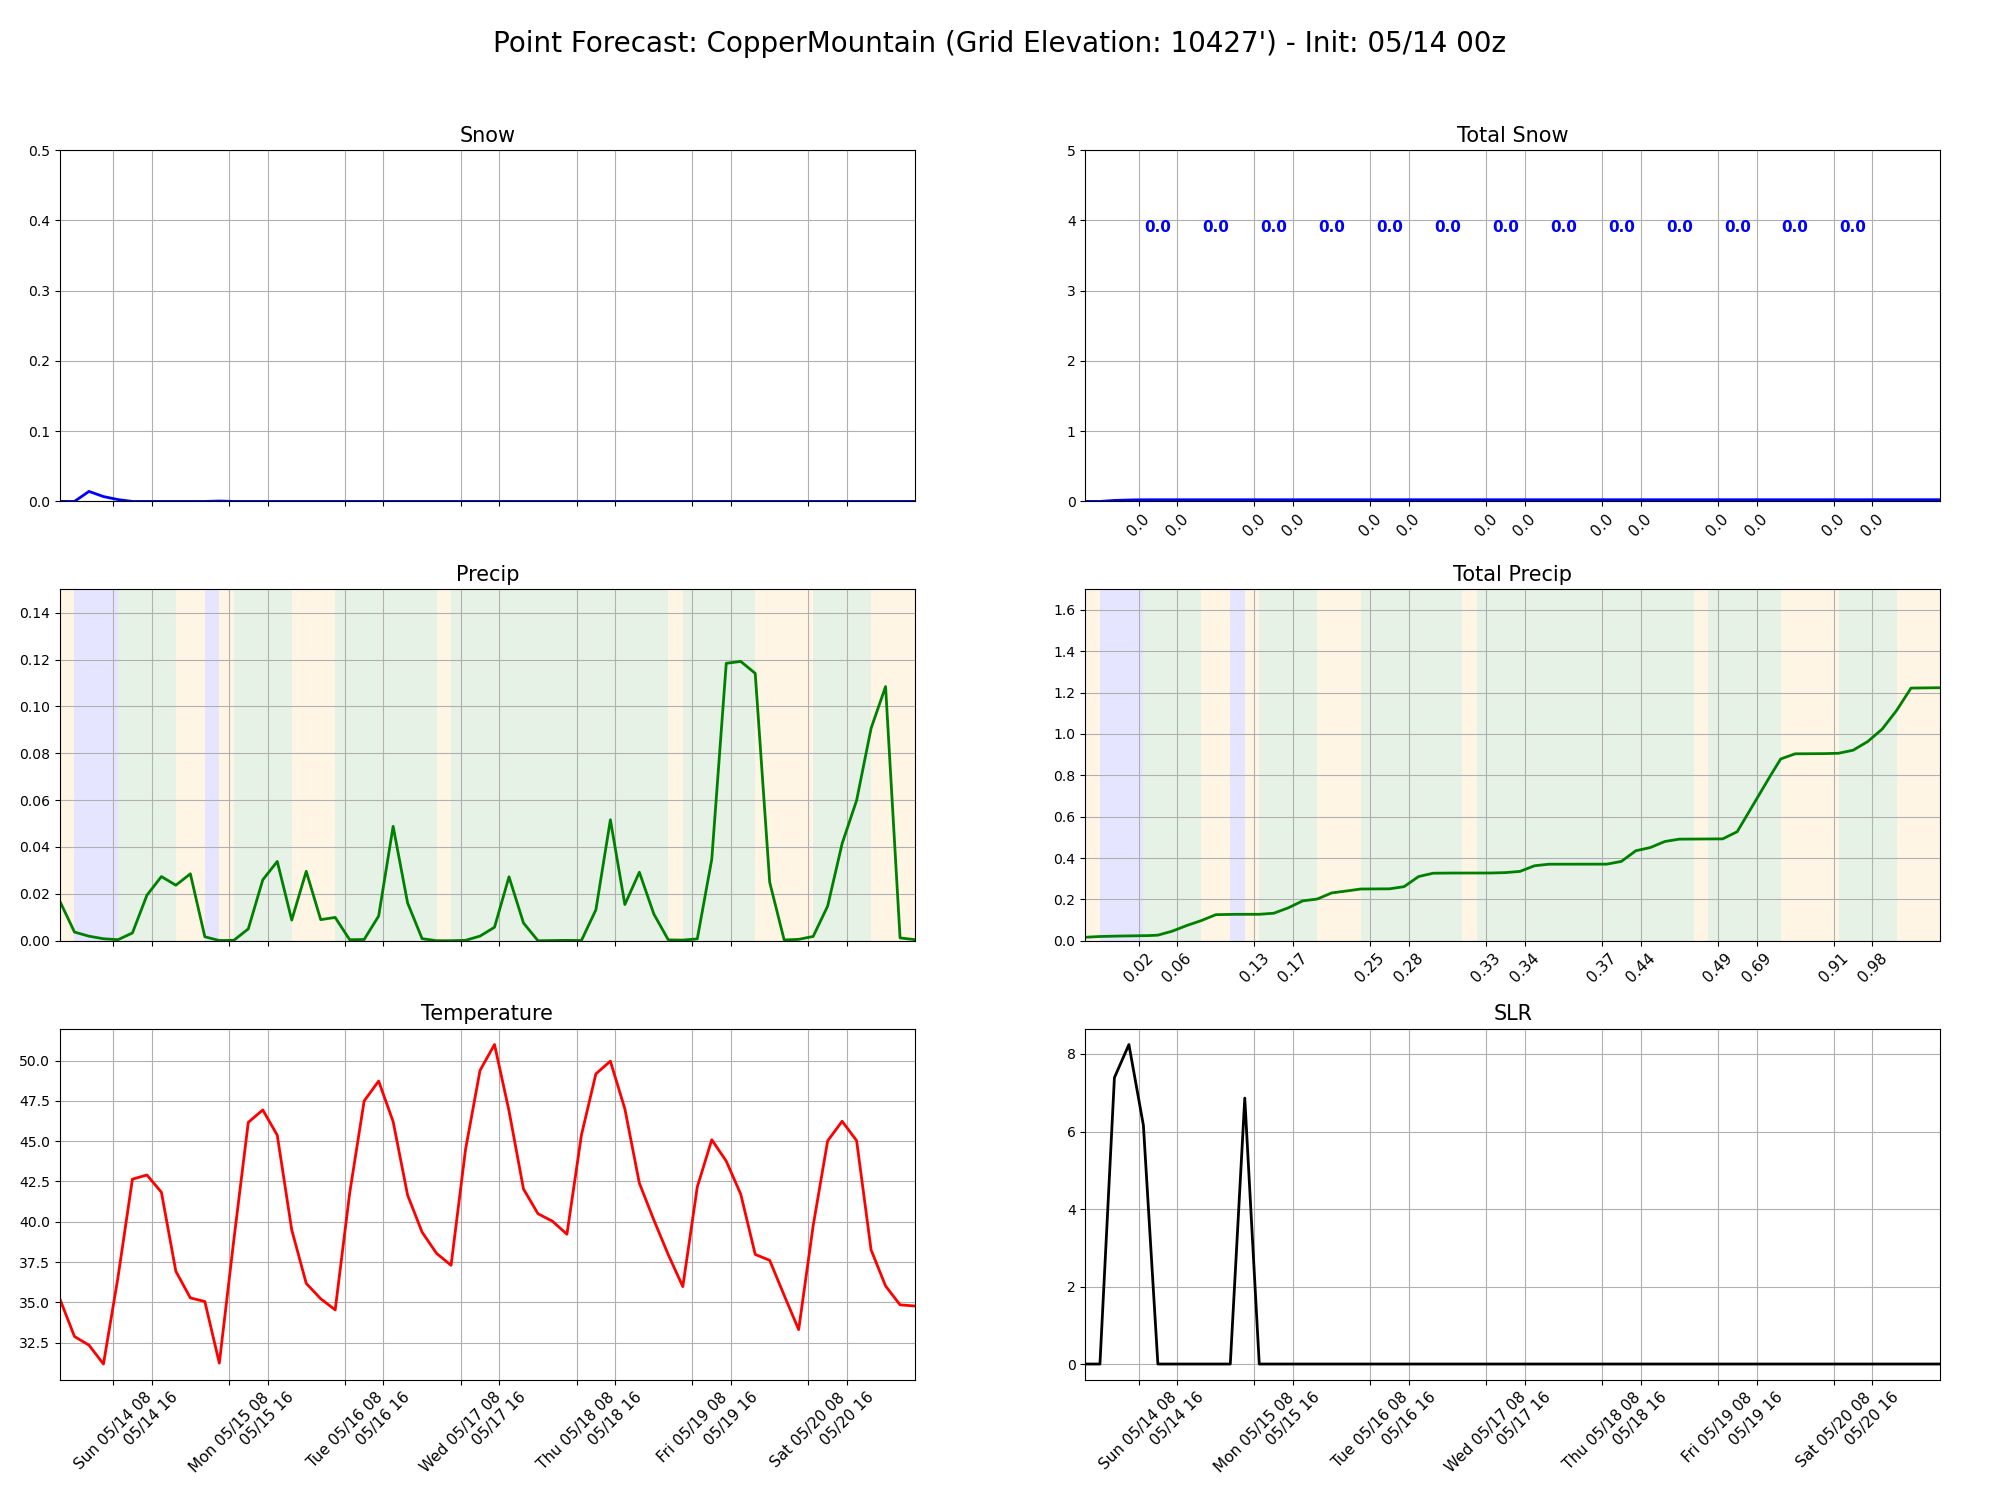 Point Forecast: CopperMountain (Grid Elevation: 10427') - Init: 05/14 00z
Snow
0.5
0.4
0.3
0.2
0.1
0.0
Total Snow
5
4
3
2
1
0
0.0 0.0 0.0 0.0 0.0 0.0 0.0 0.0 0.0 0.0 0.0 0.0 0.0
0.0 0.0 0.0 0.0 0.0 0.0 0.0 0.0 0.0 0.0 0.0 0.0 0.0 0.0
Precip
0.14
0.12
0.10
0.08
0.06
0.04
0.02
0.00
Total Precip
1.6
1.4
1.2
1.0
0.8
0.6
0.4
0.2
0.0
0.02 0.06 0.13 0.17 0.25 0.28 0.33 0.34 0.37 0.44 0.49 0.69 0.91 0.98
Temperature
50.0
47.5
45.0
42.5
40.0
37.5
35.0
32.5
Sun 05/14 08
05/14 16
Mon 05/15 08
05/15 16
Tue 05/16 08
05/16 16
Wed 05/17 08
05/17 16
Thu 05/18 08
05/18 16
Fri 05/19 08
05/19 16
Sat 05/20 08
05/20 16
SLR
8
6
4
2
0
Sun 05/14 08
05/14 16
Mon 05/15 08
05/15 16
Tue 05/16 08
05/16 16
Wed 05/17 08
05/17 16
Thu 05/18 08
05/18 16
Fri 05/19 08
05/19 16
Sat 05/20 08
05/20 16